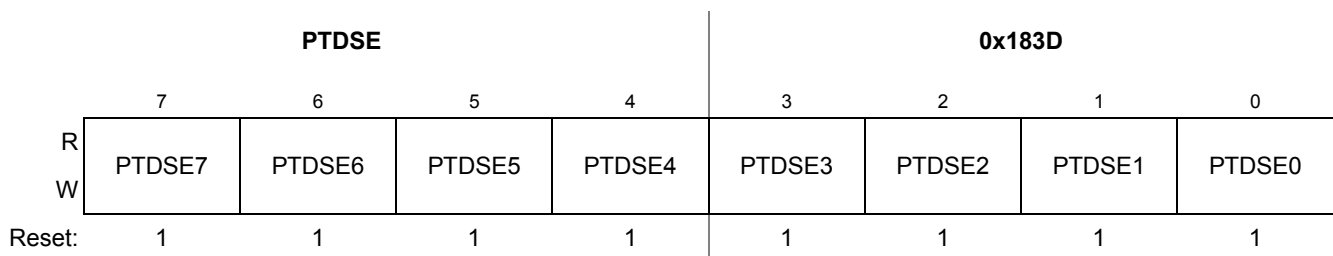 PTDSE 0x183D
7 6 5 4 3 2 1 0
R
PTDSE7 PTDSE6 PTDSE5 PTDSE4 PTDSE3 PTDSE2 PTDSE1 PTDSE0
W
Reset: 1 1 1 1 1 1 1 1